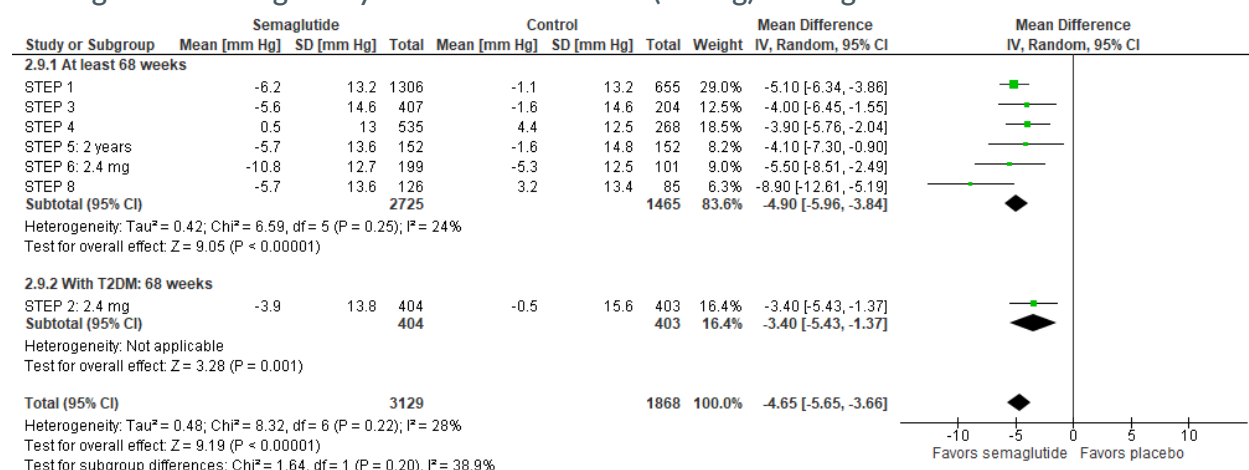 Semaglutide Control Mean Difference Mean Difference
Study or Subgroup Mean [mm Hg] SD [mm Hg] Total Mean [mm Hg] SD [mm Hg] Total Weight IV, Random, 95% CI IV, Random, 95% CI
2.9.1 At least 68 weeks
STEP 1 -6.2 13.2 1306 -1.1 13.2 655 29.0% -5.10 [-6.34, -3.86]
STEP 3 -5.6 14.6 407 -1.6 14.6 204 12.5% -4.00 [-6.45, -1.55]
STEP 4 0.5 13 535 4.4 12.5 268 18.5% -3.90 [-5.76, -2.04]
STEP 5: 2 years -5.7 13.6 152 -1.6 14.8 152 8.2% -4.10 [-7.30, -0.90]
STEP 6: 2.4 mg -10.8 12.7 199 -5.3 12.5 101 9.0% -5.50 [-8.51, -2.49]
STEP 8 -5.7 13.6 126 3.2 13.4 85 6.3% -8.90 [-12.61, -5.19]
Subtotal (95% CI) 2725 1465 83.6% -4.90 [-5.96, -3.84]
Heterogeneity: Tau² = 0.42; Chi² = 6.59, df = 5 (P = 0.25); I² = 24%
Test for overall effect: Z = 9.05 (P < 0.00001)
2.9.2 With T2DM: 68 weeks
STEP 2: 2.4 mg -3.9 13.8 404 -0.5 15.6 403 16.4% -3.40 [-5.43, -1.37]
Subtotal (95% CI) 404 403 16.4% -3.40 [-5.43, -1.37]
Heterogeneity: Not applicable
Test for overall effect: Z = 3.28 (P = 0.001)
Total (95% CI) 3129 1868 100.0% -4.65 [-5.65, -3.66]
Heterogeneity: Tau² = 0.48; Chi² = 8.32, df = 6 (P = 0.22); I² = 28%
Test for overall effect: Z = 9.19 (P < 0.00001)
Test for subgroup differences: Chi² = 1.64, df = 1 (P = 0.20), I² = 38.9%
-10 -5 0 5 10
Favors semaglutide Favors placebo